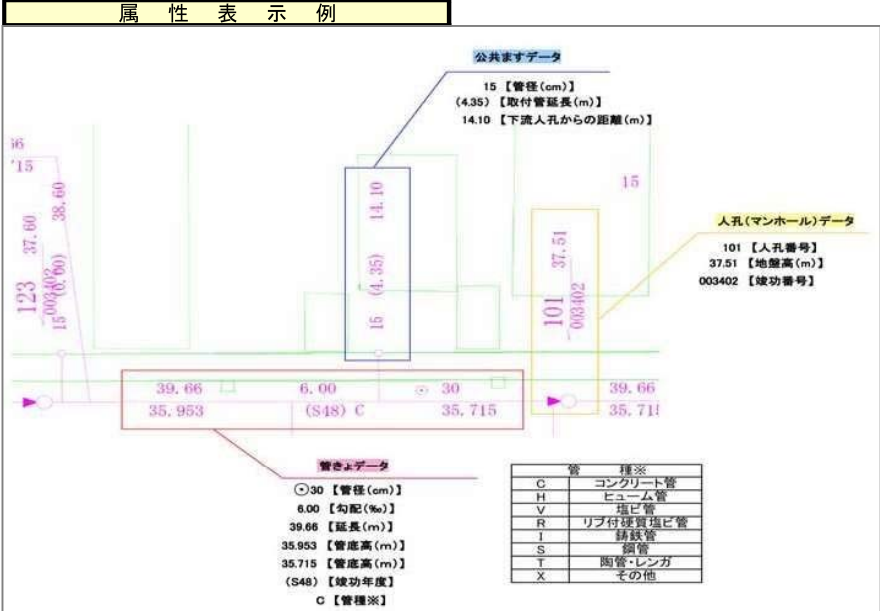 属性表示例
公共ますデータ
15 【管径(cm)】
(4.35) 【取付管延長(m)】
14.10 【下流人孔からの距離(m)】
15
38.60
37.60
123
003402
15 (0.00)
14.10
(4.35)
15
15
37.51
101
003402
人孔(マンホール)データ
101 【人孔番号】
37.51 【地盤高(m)】
003402 【竣功番号】
39.66 6.00 30
35.953 (S48) C 35.715
39.66
管きょデータ
⊙30 【管径(cm)】
6.00 【勾配(‰)】
39.66 【延長(m)】
35.953 【管底高(m)】
35.715 【管底高(m)】
(S48) 【竣功年度】
C 【管種※】
管 種※
C コンクリート管
H ヒューム管
V 塩ビ管
R リブ付硬質塩ビ管
I 鋳鉄管
S 鋼管
T 陶管・レンガ
X その他